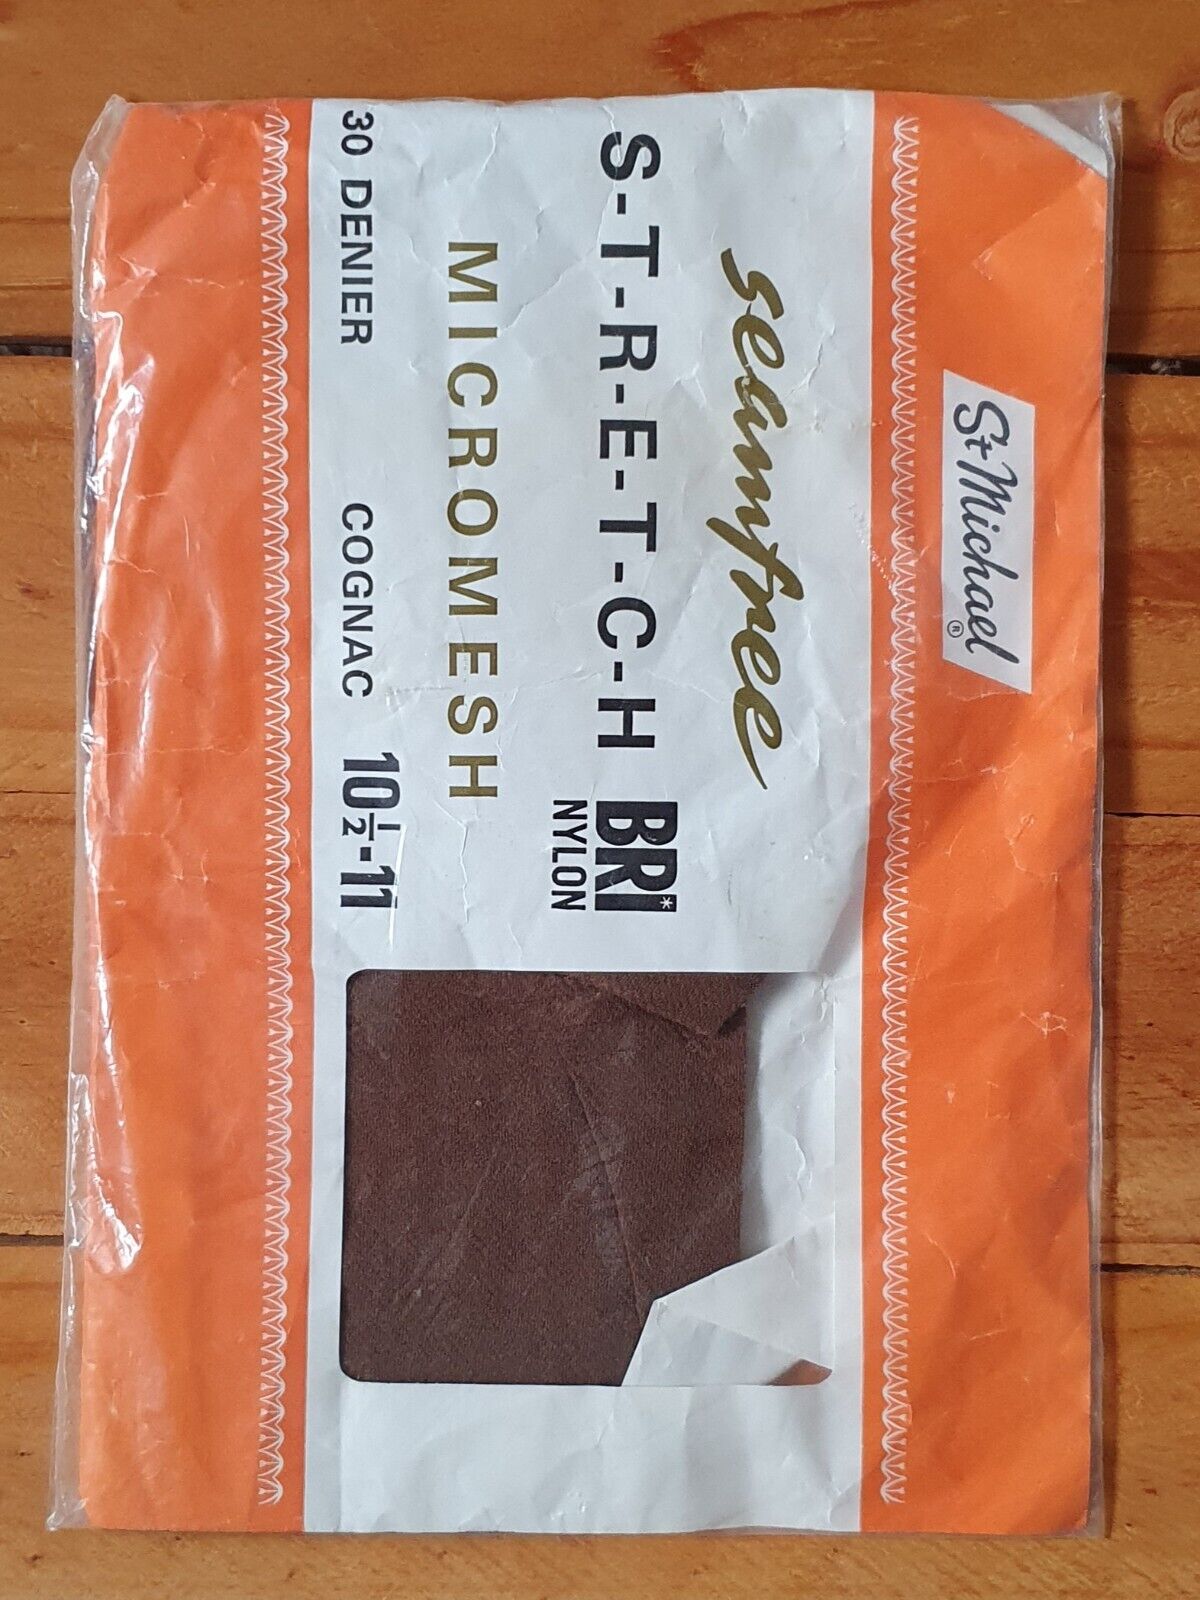 St Michael®
seamfree
S-T-R-E-T-C-H BRI*
NYLON
MICROMESH
30 DENIER COGNAC 10½-11